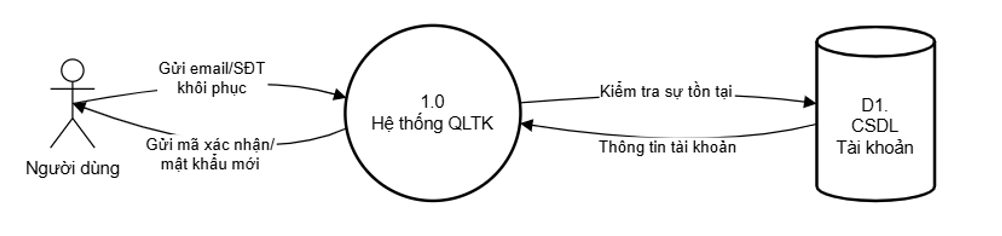 Gửi email/SĐT
khôi phục
Người dùng
Gửi mã xác nhận/
mật khẩu mới
1.0
Hệ thống QLTK
Kiểm tra sự tồn tại
Thông tin tài khoản
D1.
CSDL
Tài khoản